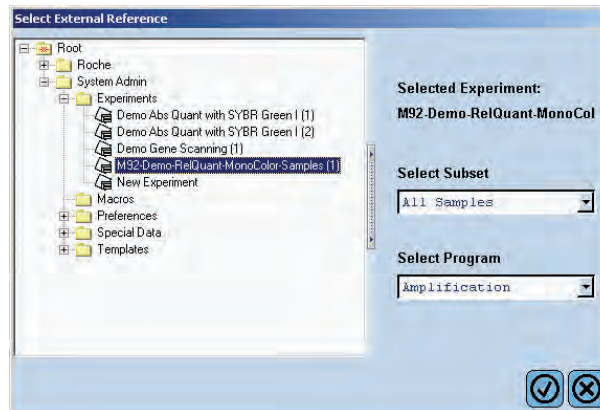 Select External Reference
Root
Roche
System Admin
Experiments
Demo Abs Quant with SYBR Green I (1)
Demo Abs Quant with SYBR Green I (2)
Demo Gene Scanning (1)
M92-Demo-RelQuant-MonoColor-Samples (1)
New Experiment
Macros
Preferences
Special Data
Templates
Selected Experiment:
M92-Demo-RelQuant-MonoCol
Select Subset
All Samples
Select Program
Amplification